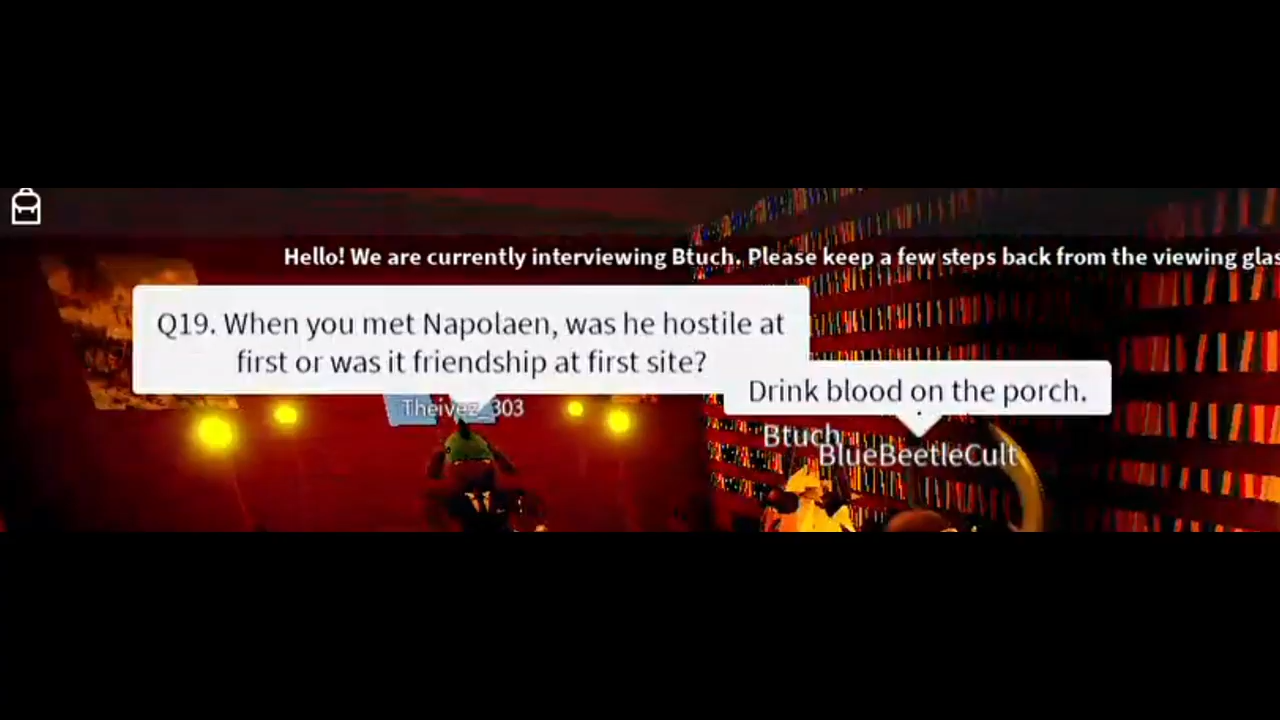 Hello! We are currently interviewing Btuch. Please keep a few steps back from the viewing glas
Q19. When you met Napolaen, was he hostile at
first or was it friendship at first site?
Drink blood on the porch.
Theivez_303
Btuch
BlueBeetleCult